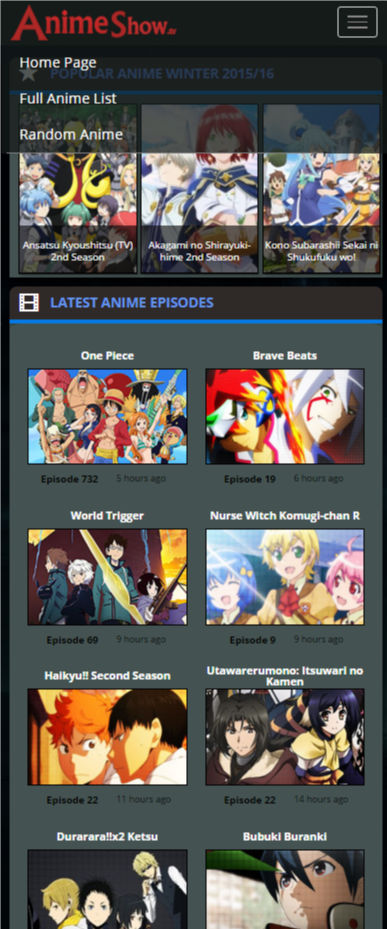 AnimeShow.tv
Home Page
POPULAR ANIME WINTER 2015/16
Full Anime List
Random Anime
Ansatsu Kyoushitsu (TV) 2nd Season
Akagami no Shirayuki-hime 2nd Season
Kono Subarashii Sekai ni Shukufuku wo!
LATEST ANIME EPISODES
One Piece
Brave Beats
Episode 732 5 hours ago
Episode 19 6 hours ago
World Trigger
Nurse Witch Komugi-chan R
Episode 69 9 hours ago
Episode 9 9 hours ago
Haikyu!! Second Season
Utawarerumono: Itsuwari no Kamen
Episode 22 11 hours ago
Episode 22 14 hours ago
Durarara!!x2 Ketsu
Bubuki Buranki